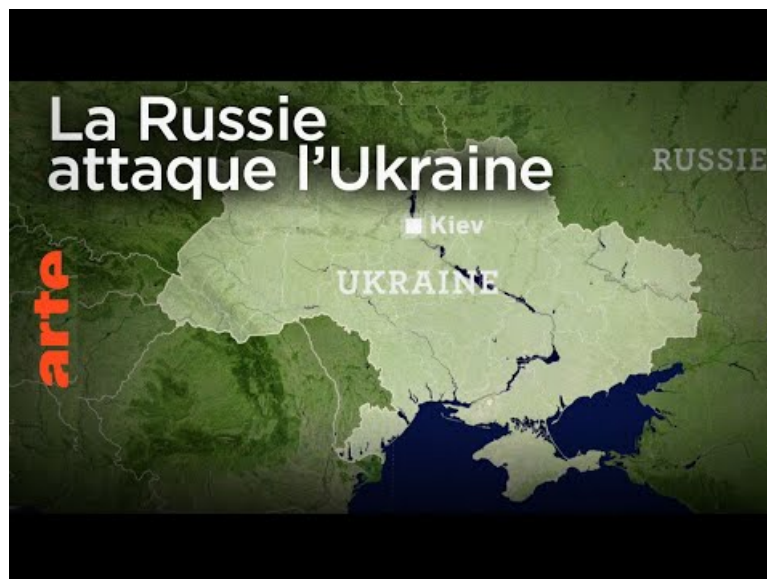 La Russie
attaque l'Ukraine
RUSSIE
Kiev
UKRAINE
arte